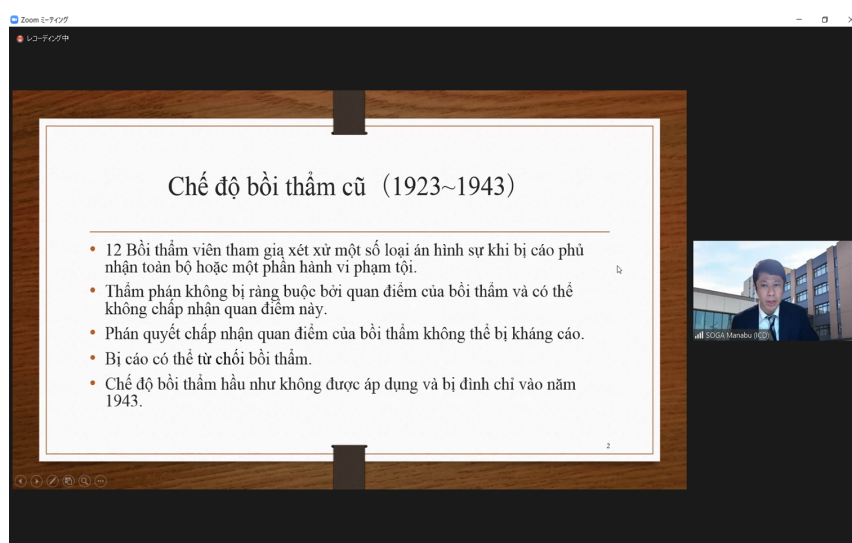 Zoom ミーティング
レコーディング中
Chế độ bồi thẩm cũ（1923~1943）
• 12 Bồi thẩm viên tham gia xét xử một số loại án hình sự khi bị cáo phủ
nhận toàn bộ hoặc một phần hành vi phạm tội.
• Thẩm phán không bị ràng buộc bởi quan điểm của bồi thẩm và có thể
không chấp nhận quan điểm này.
• Phán quyết chấp nhận quan điểm của bồi thẩm không thể bị kháng cáo.
• Bị cáo có thể từ chối bồi thẩm.
• Chế độ bồi thẩm hầu như không được áp dụng và bị đình chỉ vào năm
1943.
2
SOGA Manabu (ICD)